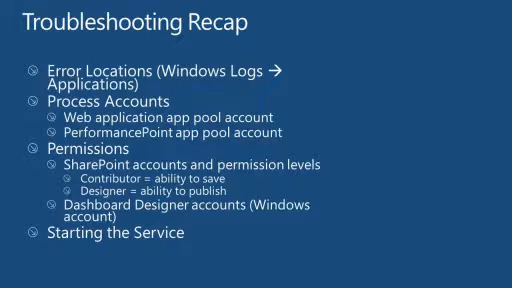 Troubleshooting Recap
Error Locations (Windows Logs →
Applications)
Process Accounts
Web application app pool account
PerformancePoint app pool account
Permissions
SharePoint accounts and permission levels
Contributor = ability to save
Designer = ability to publish
Dashboard Designer accounts (Windows
account)
Starting the Service